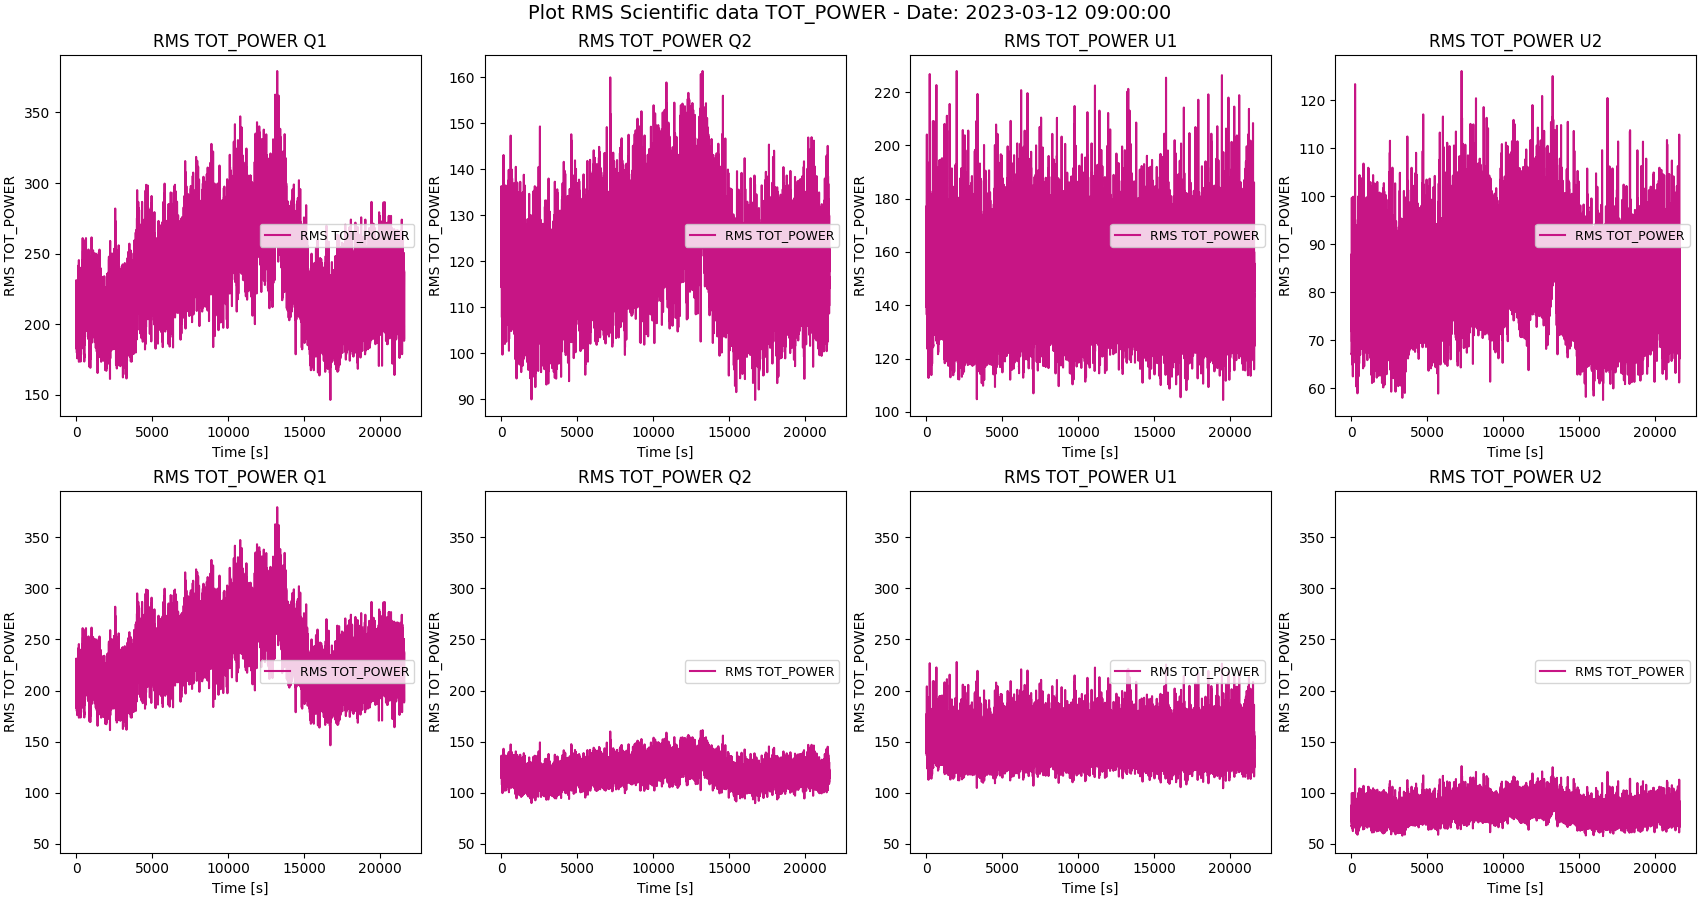 Plot RMS Scientific data TOT_POWER - Date: 2023-03-12 09:00:00
RMS TOT_POWER Q1
RMS TOT_POWER
350
300
250
200
150
RMS TOT_POWER
0 5000 10000 15000 20000
Time [s]
RMS TOT_POWER Q2
RMS TOT_POWER
160
150
140
130
120
110
100
90
RMS TOT_POWER
0 5000 10000 15000 20000
Time [s]
RMS TOT_POWER U1
RMS TOT_POWER
220
200
180
160
140
120
100
RMS TOT_POWER
0 5000 10000 15000 20000
Time [s]
RMS TOT_POWER U2
RMS TOT_POWER
120
110
100
90
80
70
60
RMS TOT_POWER
0 5000 10000 15000 20000
Time [s]
RMS TOT_POWER Q1
RMS TOT_POWER
350
300
250
200
150
100
50
RMS TOT_POWER
0 5000 10000 15000 20000
Time [s]
RMS TOT_POWER Q2
RMS TOT_POWER
350
300
250
200
150
100
50
RMS TOT_POWER
0 5000 10000 15000 20000
Time [s]
RMS TOT_POWER U1
RMS TOT_POWER
350
300
250
200
150
100
50
RMS TOT_POWER
0 5000 10000 15000 20000
Time [s]
RMS TOT_POWER U2
RMS TOT_POWER
350
300
250
200
150
100
50
RMS TOT_POWER
0 5000 10000 15000 20000
Time [s]